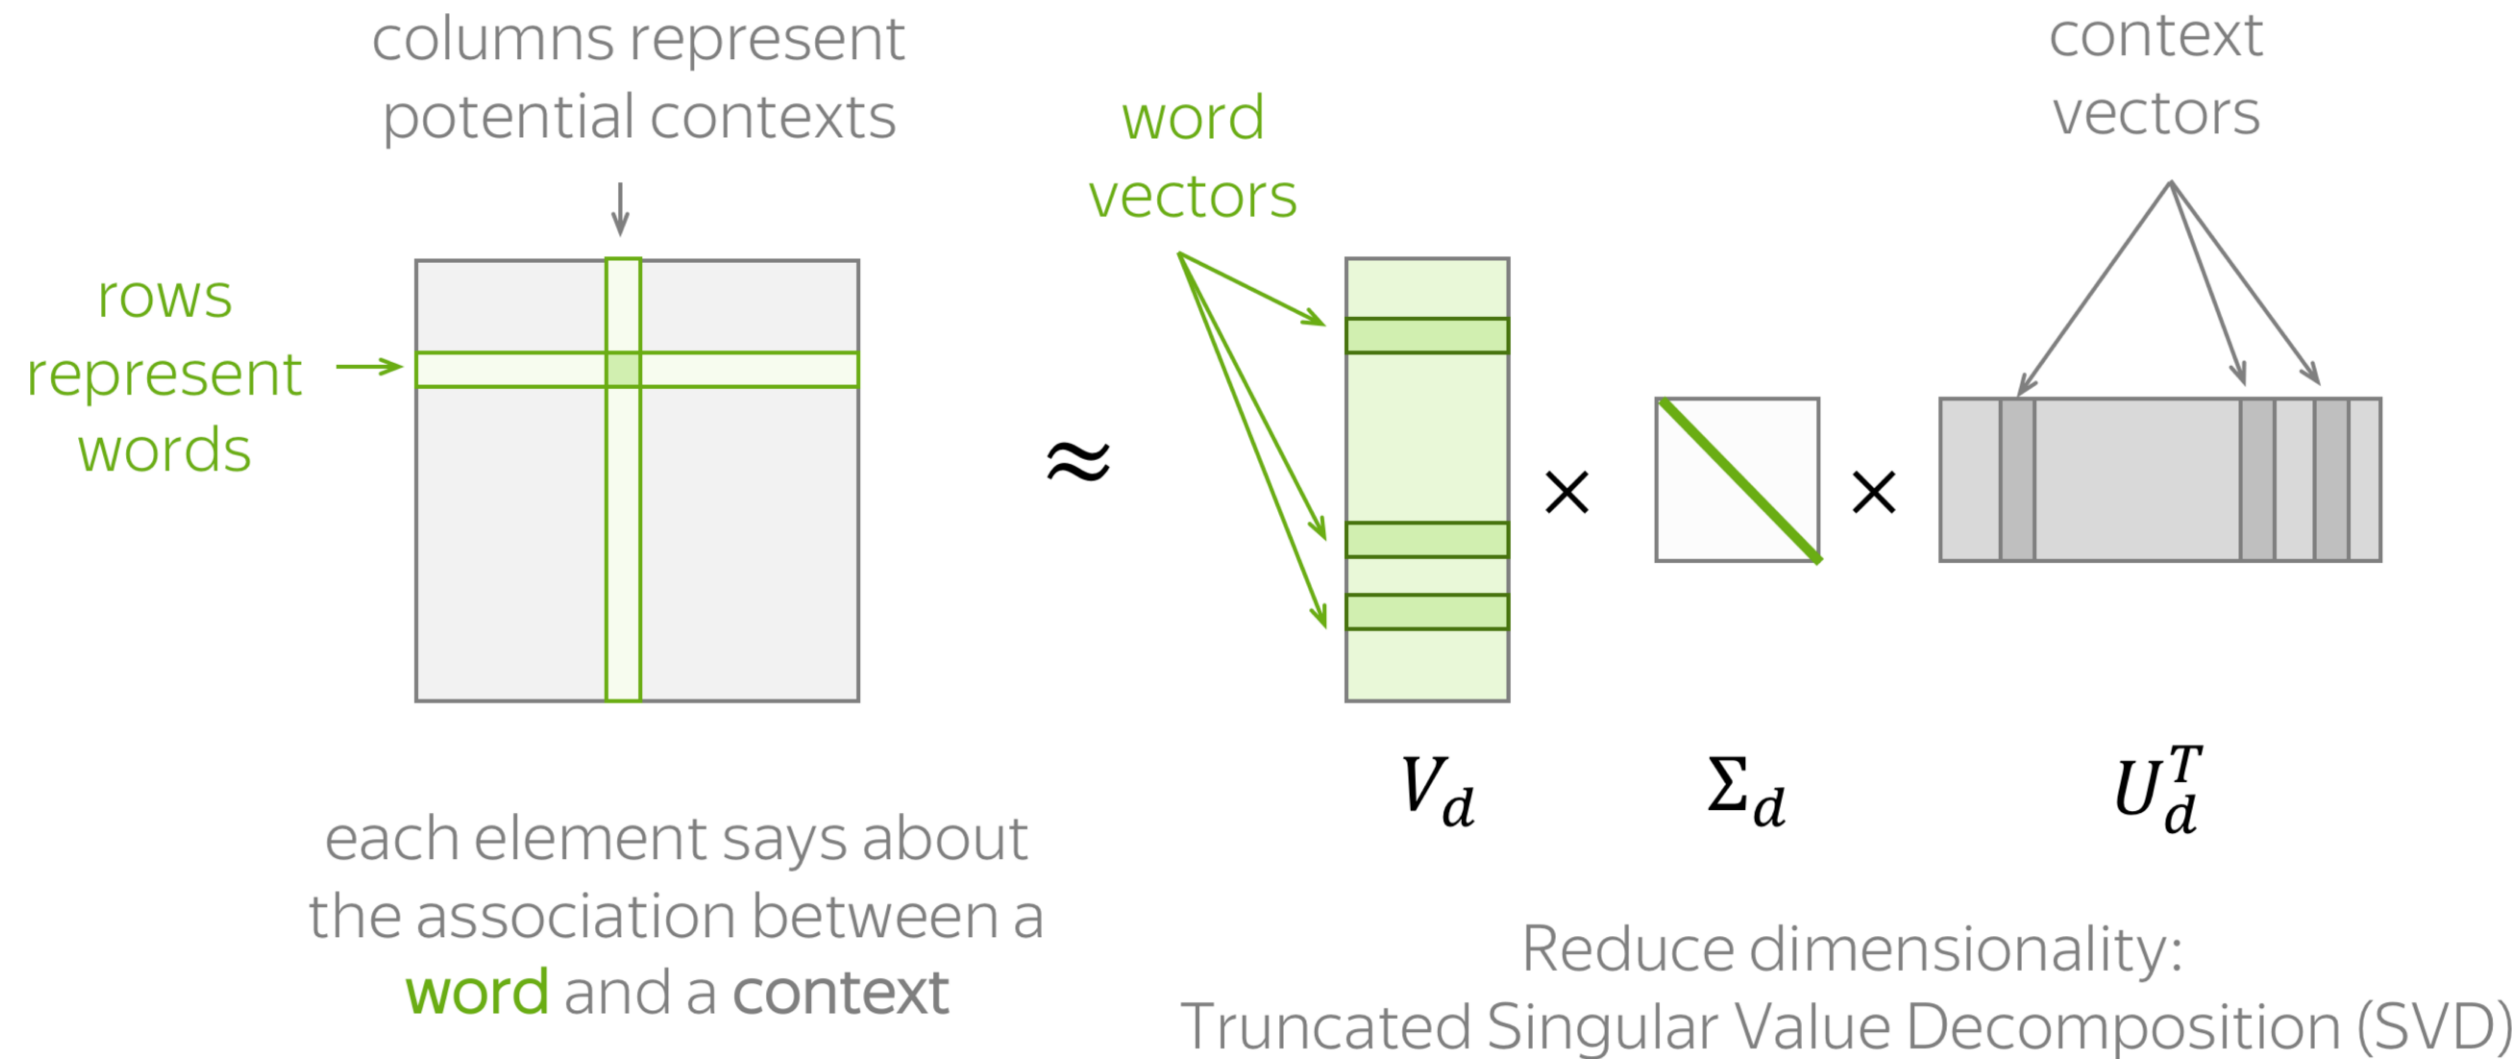 columns represent
potential contexts
rows
represent
words
each element says about
the association between a
word and a context
≈
word
vectors
×
×
context
vectors
V_d
Σ_d
U_d^T
Reduce dimensionality:
Truncated Singular Value Decomposition (SVD)